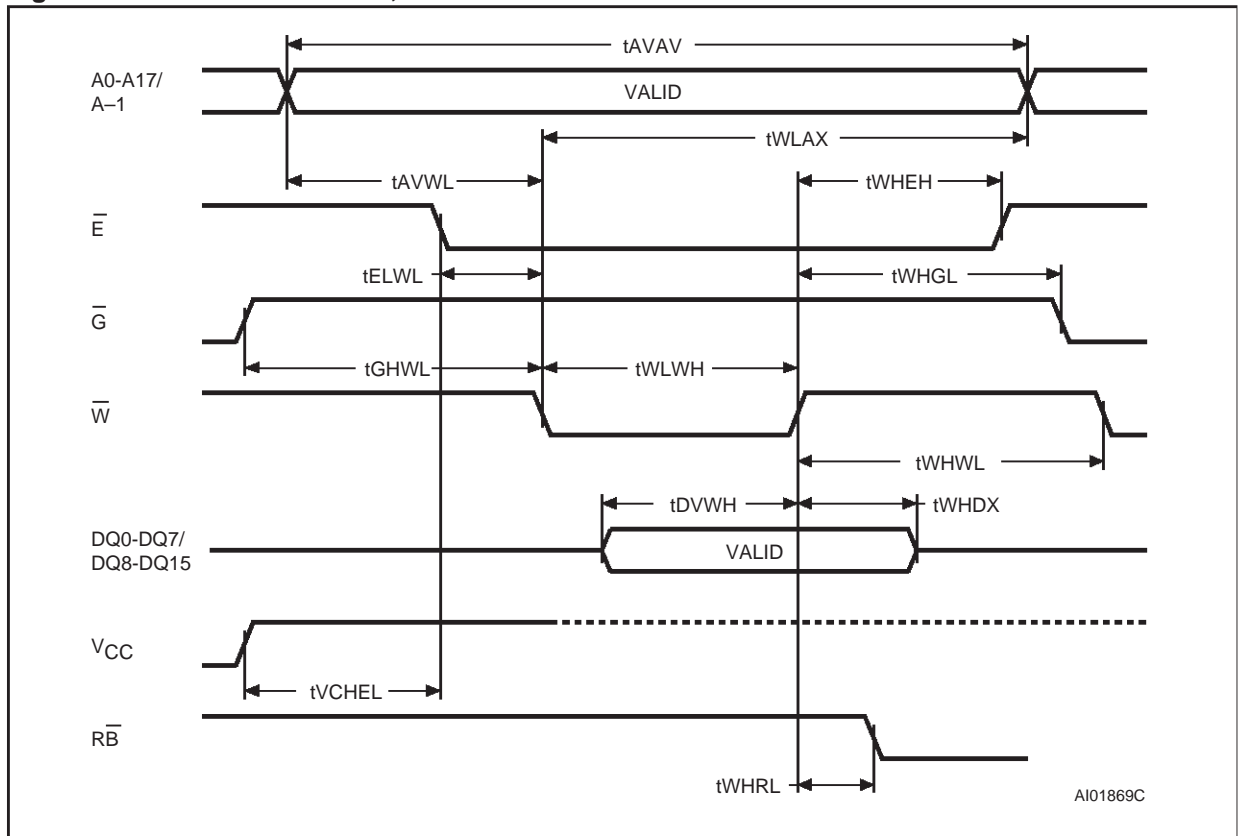 tAVAV
A0-A17/
A–1
VALID
tWLAX
tAVWL
tWHEH
E̅
tELWL
tWHGL
G̅
tGHWL
tWLWH
W̅
tWHWL
tDVWH
tWHDX
DQ0-DQ7/
DQ8-DQ15
VALID
VCC
tVCHEL
RB̅
tWHRL
AI01869C